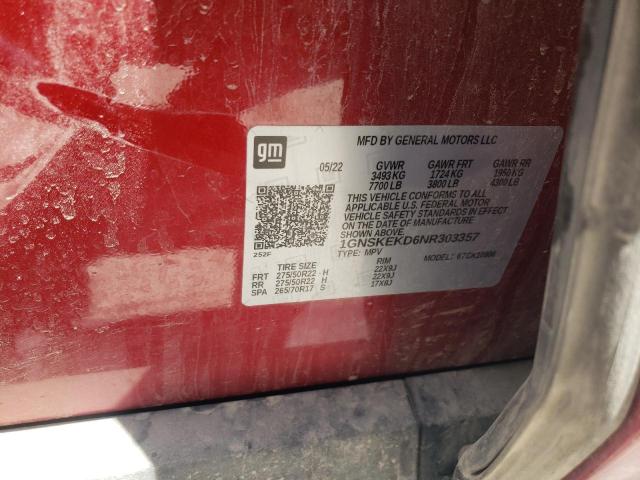 gm
MFD BY GENERAL MOTORS LLC
05/22 GVWR GAWR FRT GAWR RR
3493 KG 1724 KG 1950 KG
7700 LB 3800 LB 4300 LB
THIS VEHICLE CONFORMS TO ALL
APPLICABLE U.S. FEDERAL MOTOR
VEHICLE SAFETY STANDARDS IN EFFECT
ON THE DATE OF MANUFACTURE
SHOWN ABOVE.
1GNSKEKD6NR303357
TYPE: MPV MODEL:
252F
TIRE SIZE RIM
FRT 275/50R22 H 22X9J
RR 275/50R22 H 22X9J
SPA 265/70R17 S 17X8J